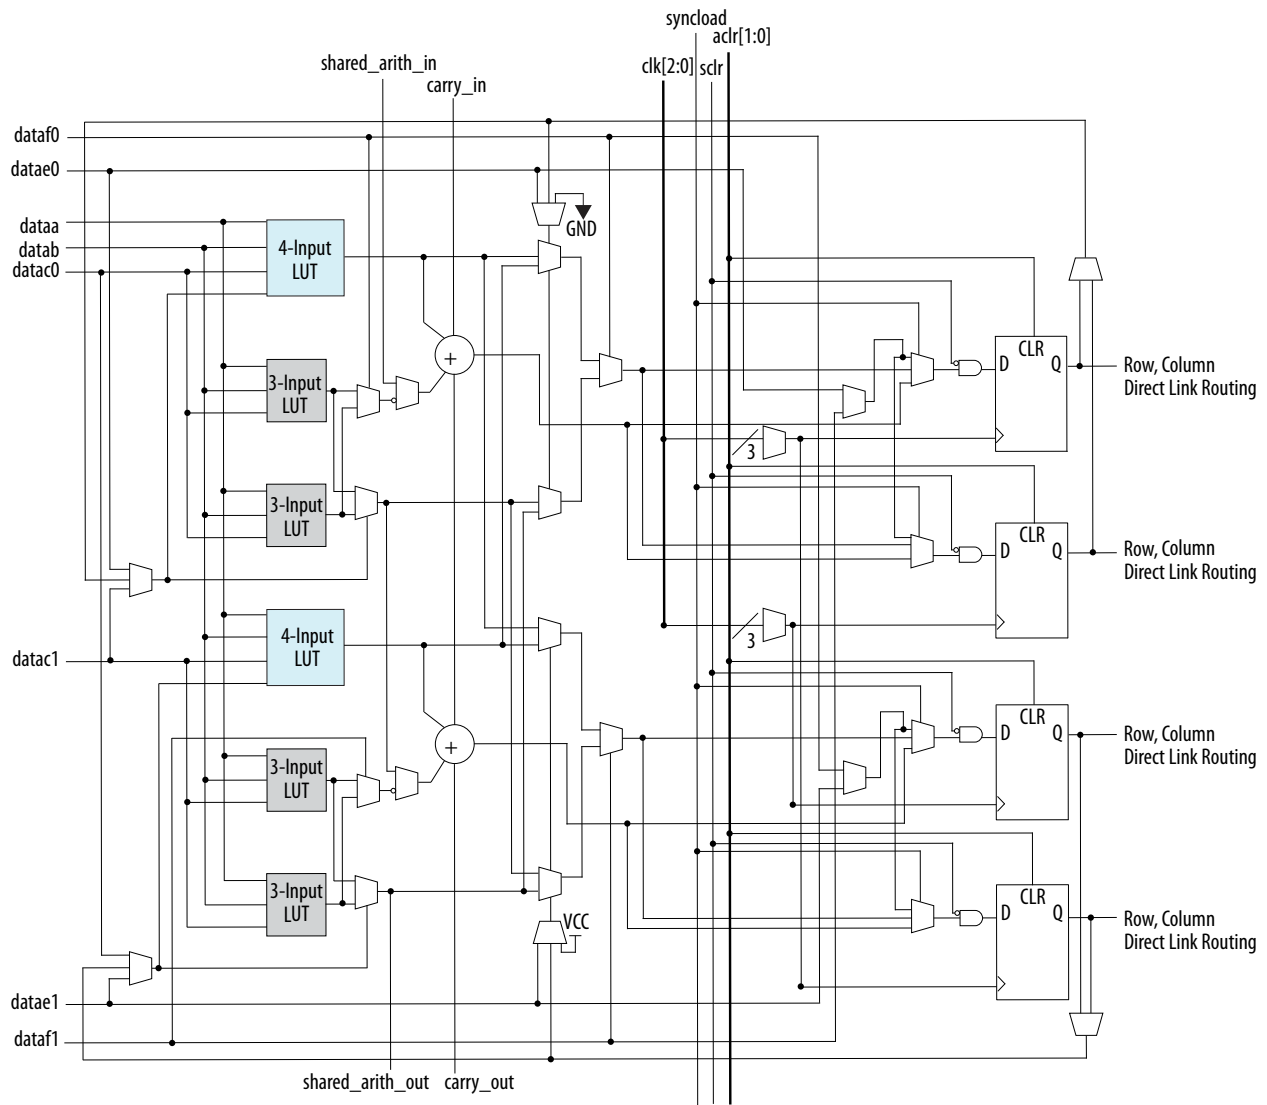 syncload
aclr[1:0]
shared_arith_in
clk[2:0]
sclr
carry_in
dataf0
datae0
dataa
datab
datac0
4-Input
LUT
GND
+
3-Input
LUT
CLR
D
Q
Row, Column
Direct Link Routing
3
3-Input
LUT
CLR
D
Q
Row, Column
Direct Link Routing
3
4-Input
LUT
datac1
+
3-Input
LUT
CLR
D
Q
Row, Column
Direct Link Routing
3-Input
LUT
VCC
CLR
D
Q
Row, Column
Direct Link Routing
datae1
dataf1
shared_arith_out
carry_out